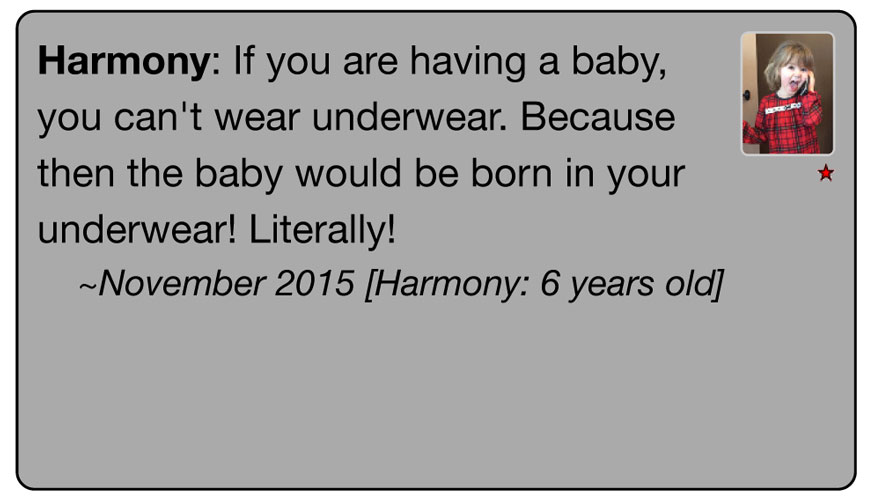 Harmony: If you are having a baby,
you can't wear underwear. Because
then the baby would be born in your
underwear! Literally!
~November 2015 [Harmony: 6 years old]